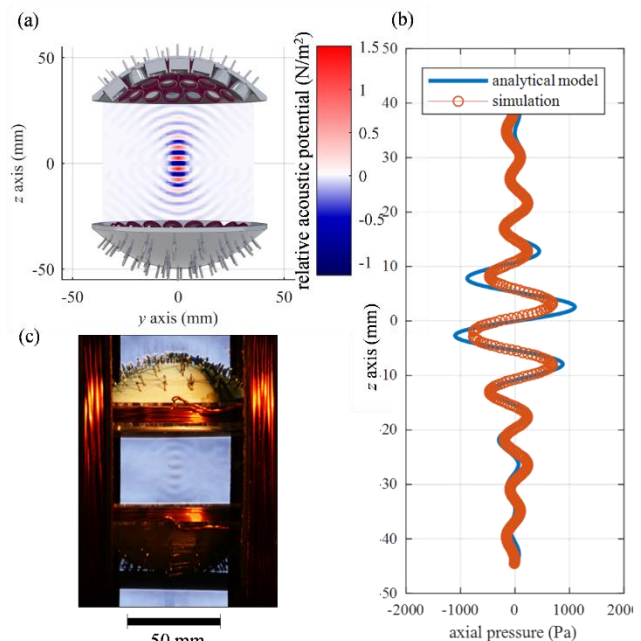 (a)
50
0
-50
z axis (mm)
-50
0
50
y axis (mm)
1.5
1
0.5
0
-0.5
-1
relative acoustic potential (N/m²)
(b)
analytical model
simulation
50
40
30
20
10
0
-10
-20
-30
-40
-50
z axis (mm)
-2000
-1000
0
1000
2000
axial pressure (Pa)
(c)
50 mm